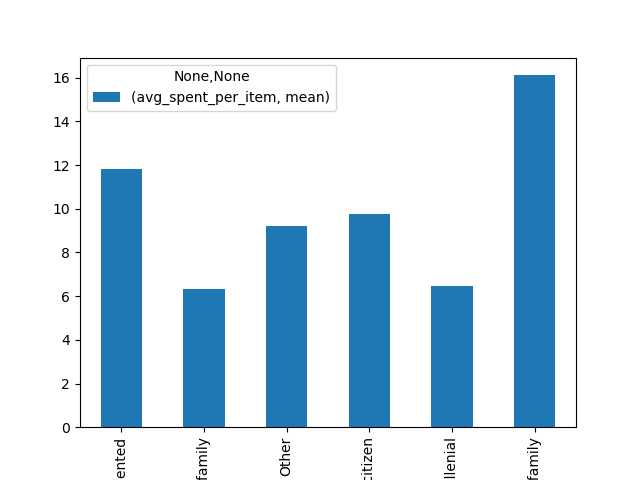 None,None
(avg_spent_per_item, mean)
16
14
12
10
8
6
4
2
0
ented
family
Other
citizen
llenial
family